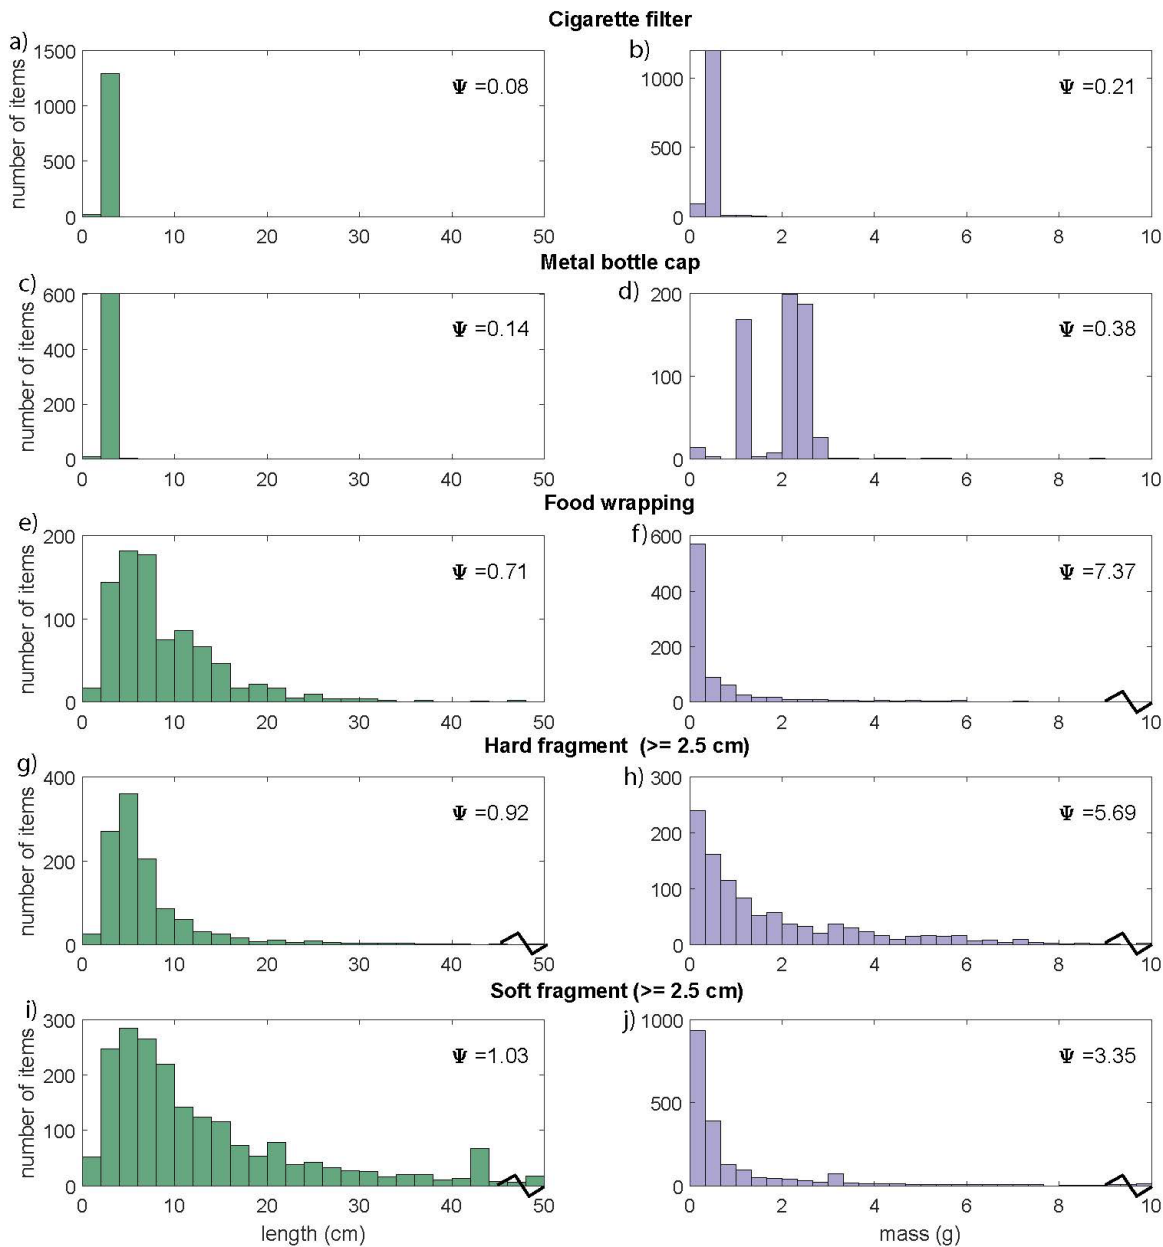 Cigarette filter
a)
1500
1000
500
0
number of items
Ψ =0.08
0 10 20 30 40 50
b)
1000
500
0
Ψ =0.21
0 2 4 6 8 10
Metal bottle cap
c)
600
400
200
0
number of items
Ψ =0.14
0 10 20 30 40 50
d)
200
100
0
Ψ =0.38
0 2 4 6 8 10
Food wrapping
e)
200
100
0
number of items
Ψ =0.71
0 10 20 30 40 50
f)
600
400
200
0
Ψ =7.37
0 2 4 6 8 10
Hard fragment (>= 2.5 cm)
g)
400
200
0
number of items
Ψ =0.92
0 10 20 30 40 50
h)
300
200
100
0
Ψ =5.69
0 2 4 6 8 10
Soft fragment (>= 2.5 cm)
i)
300
200
100
0
number of items
Ψ =1.03
0 10 20 30 40 50
length (cm)
j)
1000
500
0
Ψ =3.35
0 2 4 6 8 10
mass (g)